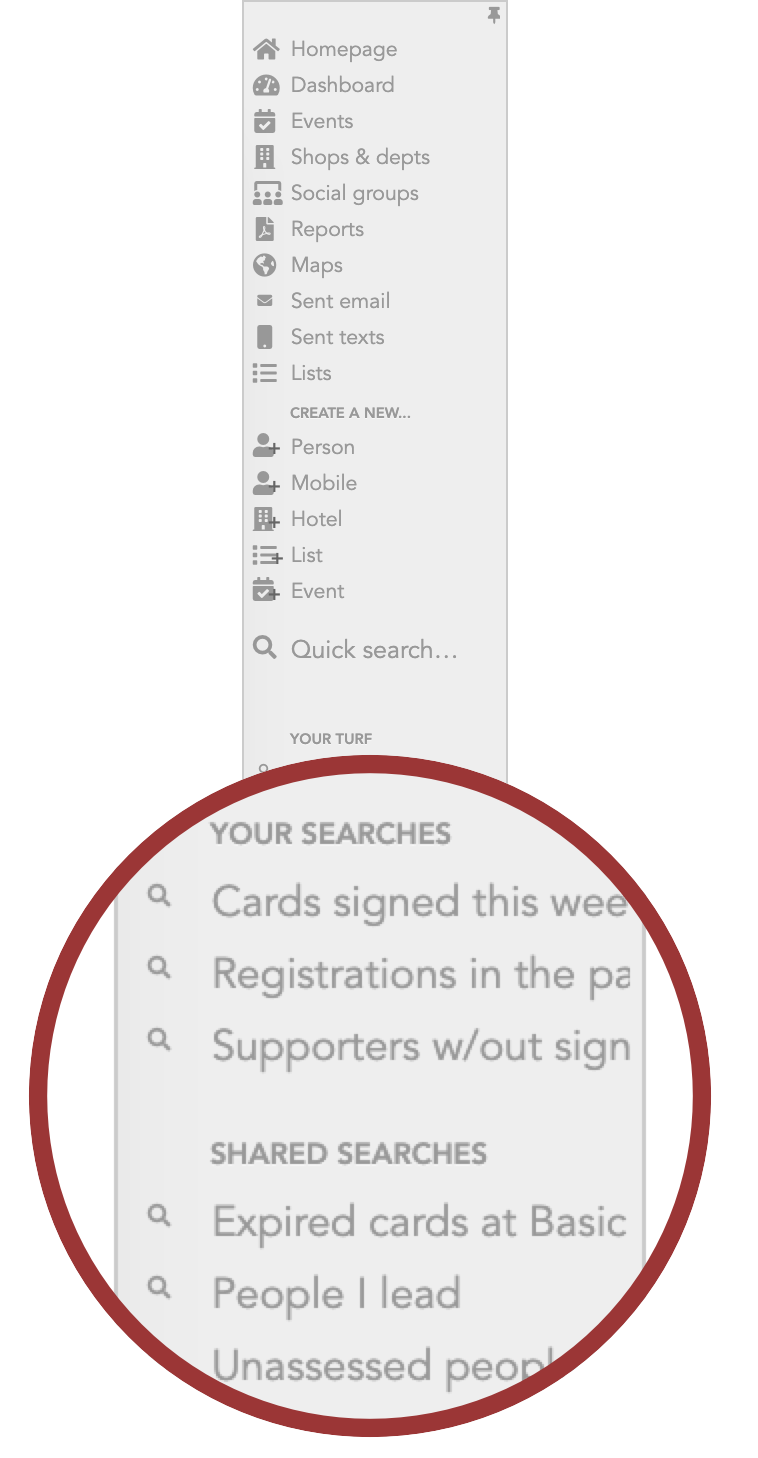 Homepage
Dashboard
Events
Shops & depts
Social groups
Reports
Maps
Sent email
Sent texts
Lists
CREATE A NEW...
Person
Mobile
Hotel
List
Event
Quick search...
YOUR TURF
YOUR SEARCHES
Cards signed this wee
Registrations in the pa
Supporters w/out sign
SHARED SEARCHES
Expired cards at Basic
People I lead
Unassessed peopl